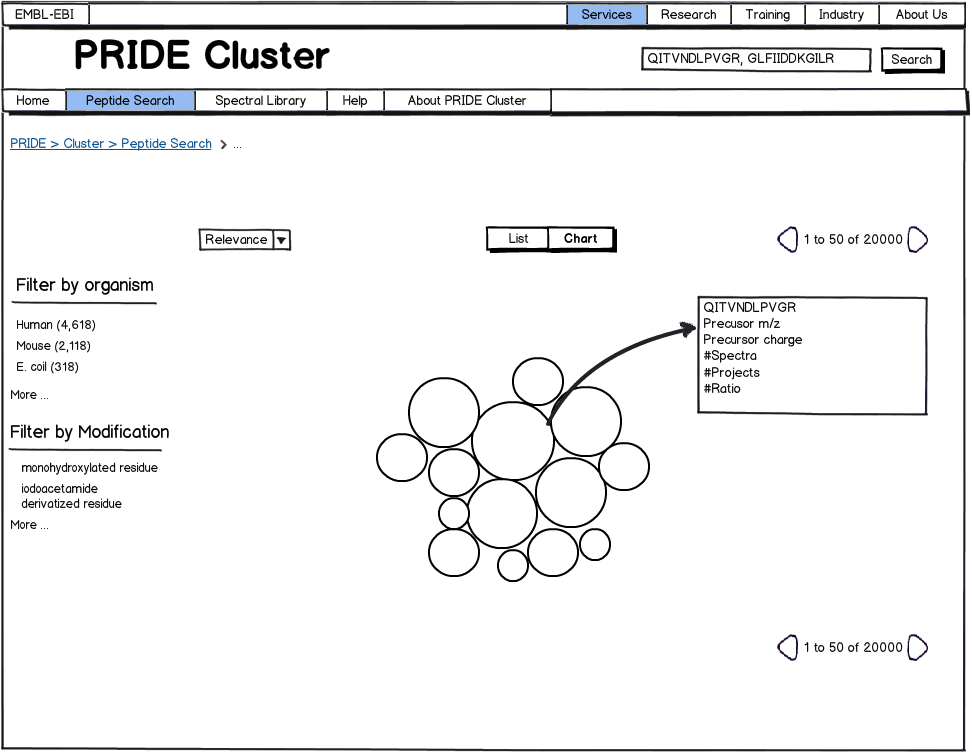 EMBL-EBI
Services
Research
Training
Industry
About Us
PRIDE Cluster
QITVNDLPVGR, GLFIIDDKGILR
Search
Home
Peptide Search
Spectral Library
Help
About PRIDE Cluster
PRIDE > Cluster > Peptide Search > ...
Relevance
List
Chart
1 to 50 of 20000
Filter by organism
Human (4,618)
Mouse (2,118)
E. coil (318)
More ...
Filter by Modification
monohydroxylated residue
iodoacetamide
derivatized residue
More ...
QITVNDLPVGR
Precusor m/z
Precursor charge
#Spectra
#Projects
#Ratio
1 to 50 of 20000